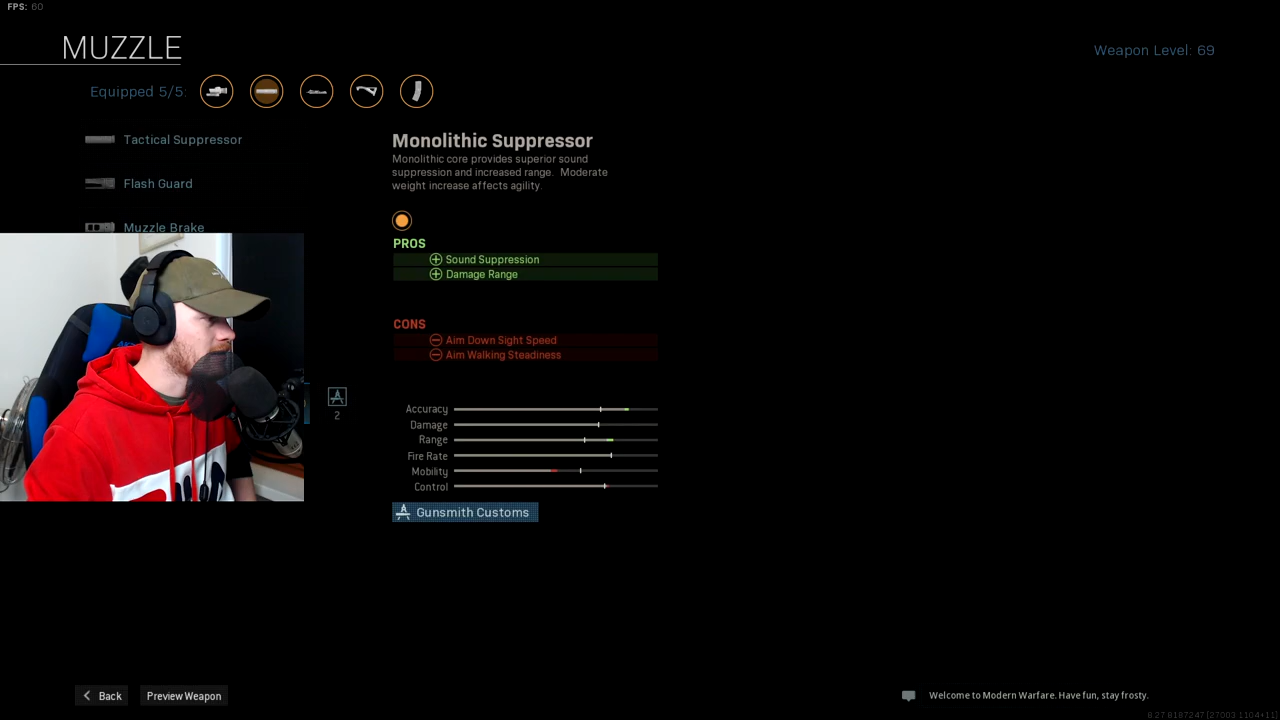 FPS: 60
MUZZLE
Weapon Level: 69
Equipped 5/5:
Tactical Suppressor
Flash Guard
Muzzle Brake
Monolithic Suppressor
Monolithic core provides superior sound
suppression and increased range. Moderate
weight increase affects agility.
PROS
Sound Suppression
Damage Range
CONS
Aim Down Sight Speed
Aim Walking Steadiness
2
Accuracy
Damage
Range
Fire Rate
Mobility
Control
Gunsmith Customs
Back
Preview Weapon
Welcome to Modern Warfare. Have fun, stay frosty.